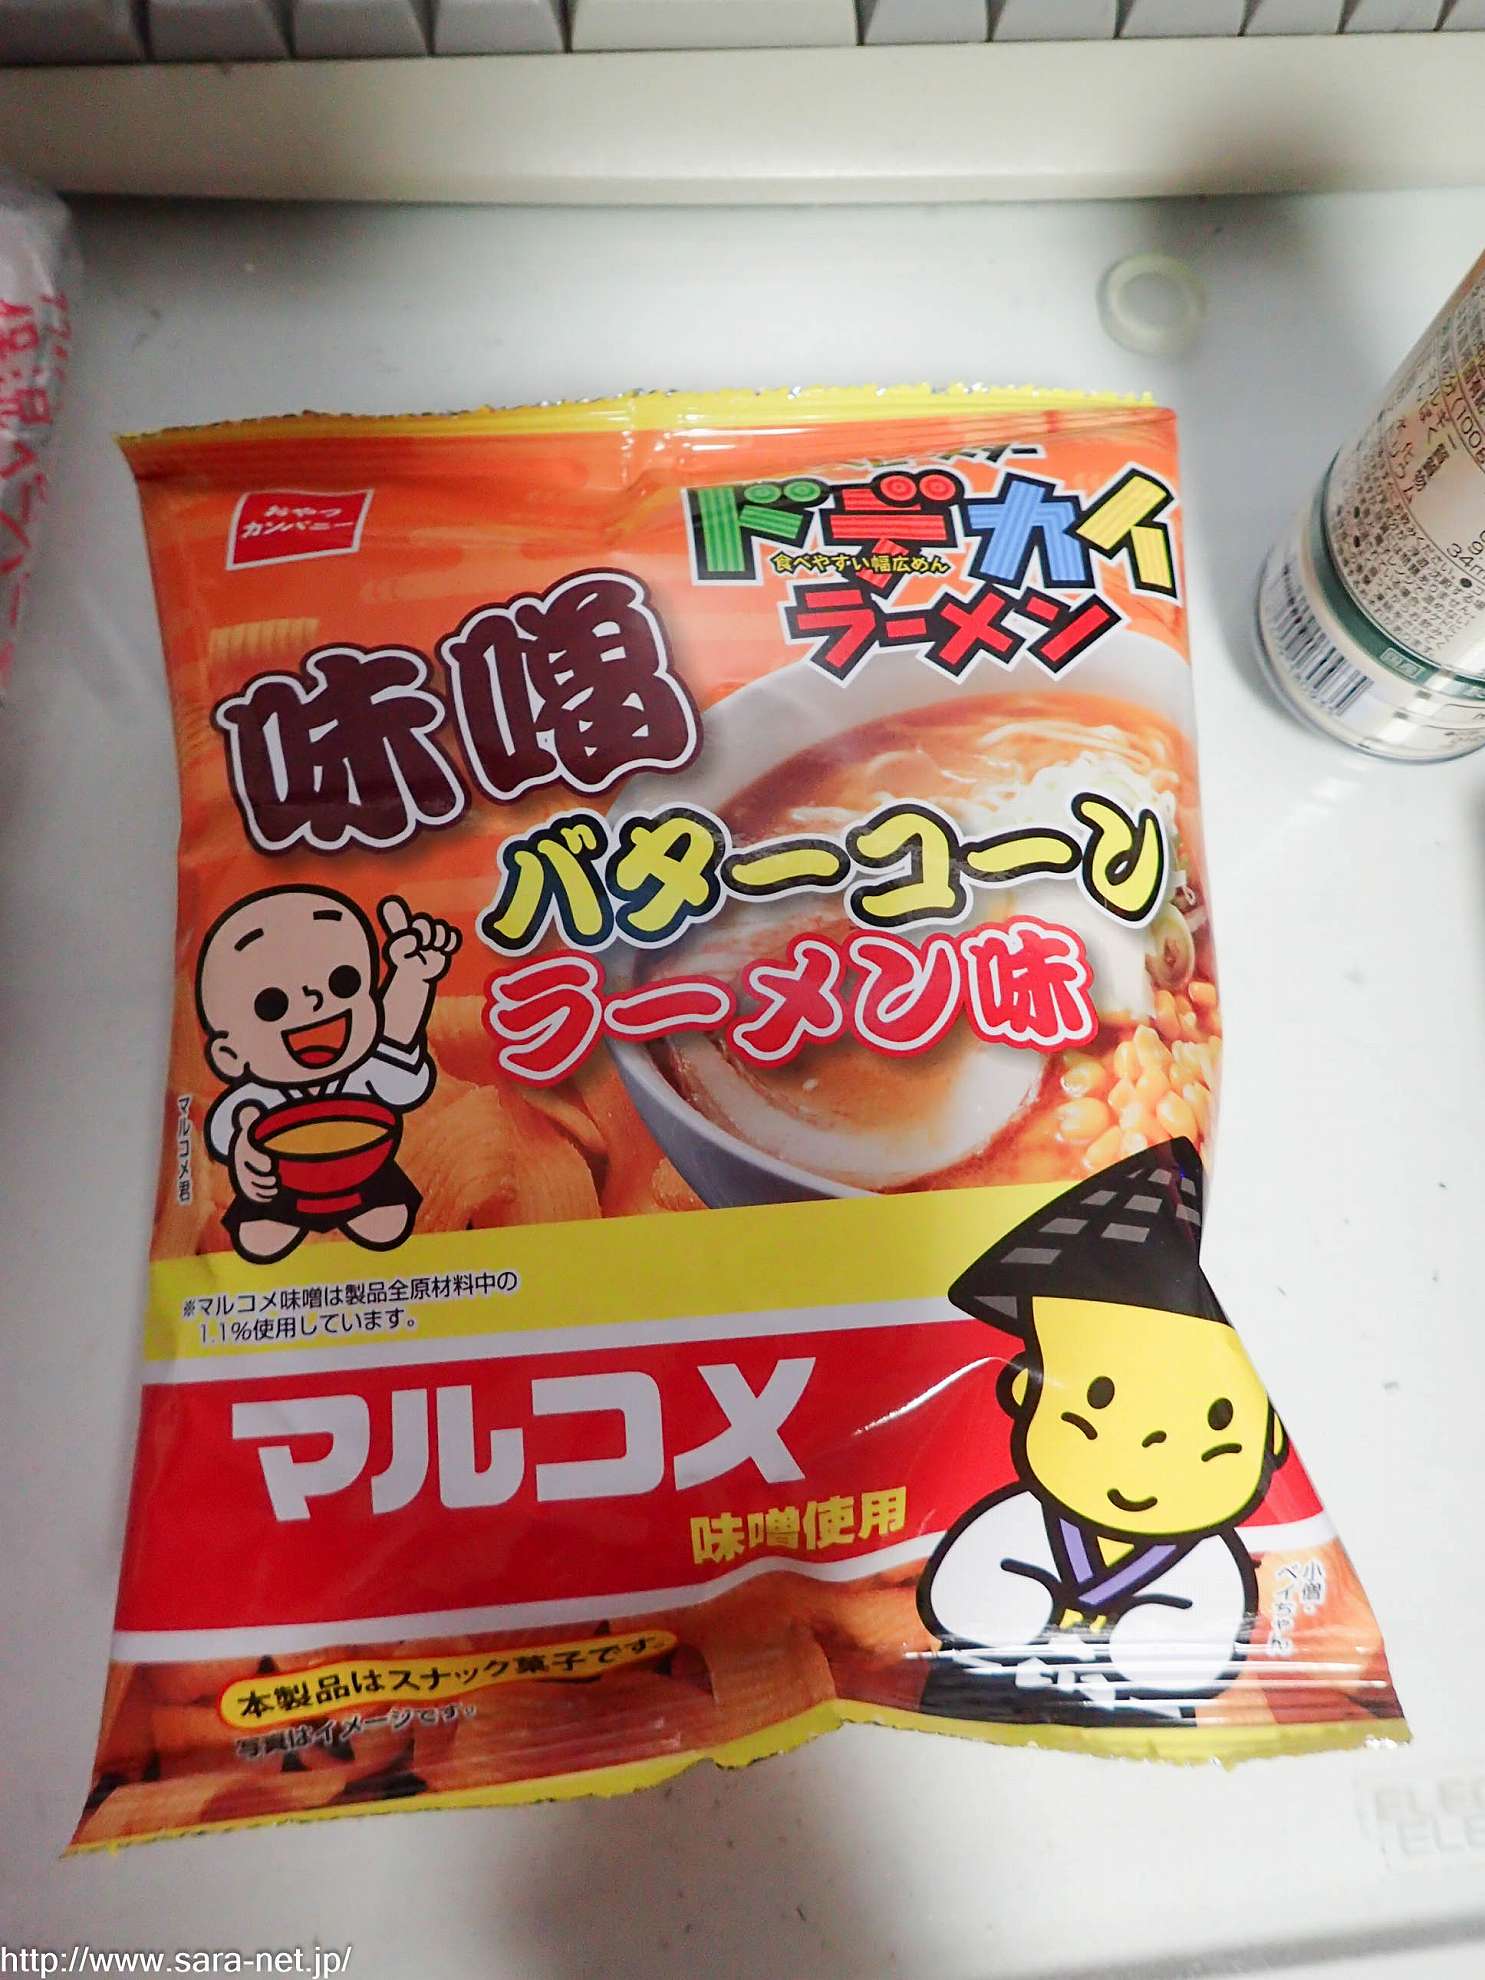 おやつ
カンパニー
ドデカイ
食べやすい幅広めん
ラーメン
味噌
バターコーン
ラーメン味
マルコメ君
※マルコメ味噌は製品全原材料中の
1.1%使用しています。
マルコメ
味噌使用
小僧・
ベイちゃん
本製品はスナック菓子です。
写真はイメージです。
http://www.sara-net.jp/